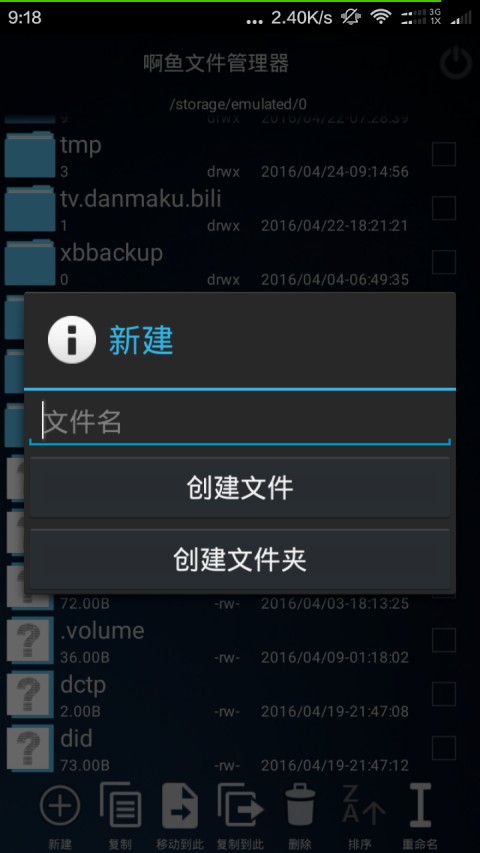 9:18 ... 2.40K/s 3G 1X
啊鱼文件管理器
/storage/emulated/0
9 drwx 2016/04/22-07:28:39
tmp
3 drwx 2016/04/24-09:14:56
tv.danmaku.bili
1 drwx 2016/04/22-18:21:21
xbbackup
0 drwx 2016/04/04-06:49:35
新建
文件名
创建文件
创建文件夹
72.00B -rw- 2016/04/03-18:13:25
.volume
36.00B -rw- 2016/04/09-01:18:02
dctp
2.00B -rw- 2016/04/19-21:47:08
did
73.00B -rw- 2016/04/19-21:47:12
新建 复制 移动到此 复制到此 删除 排序 重命名